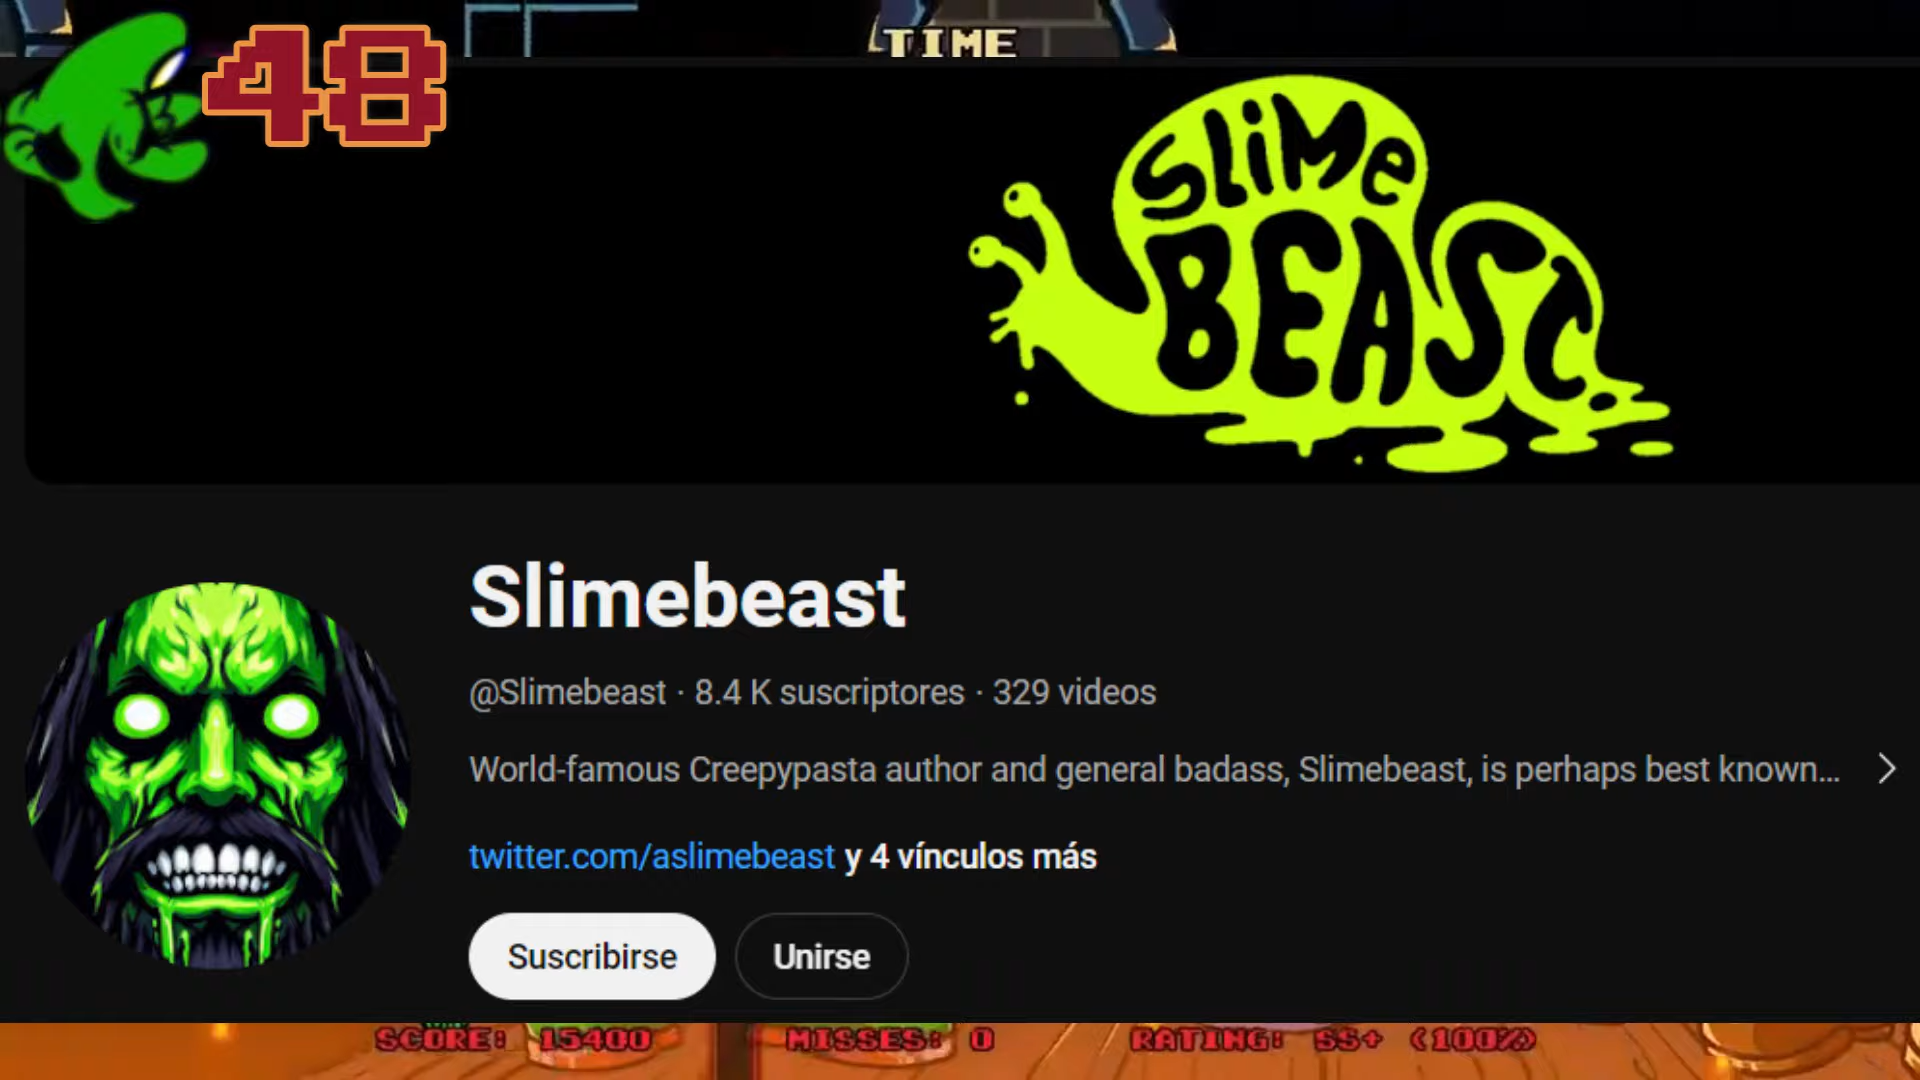 TIME
48
SLiMe
BEAST
Slimebeast
@Slimebeast · 8.4 K suscriptores · 329 videos
World-famous Creepypasta author and general badass, Slimebeast, is perhaps best known...
twitter.com/aslimebeast y 4 vínculos más
Suscribirse
Unirse
SCORE: 15400 MISSES: 0 RATING: SS+ (100%)